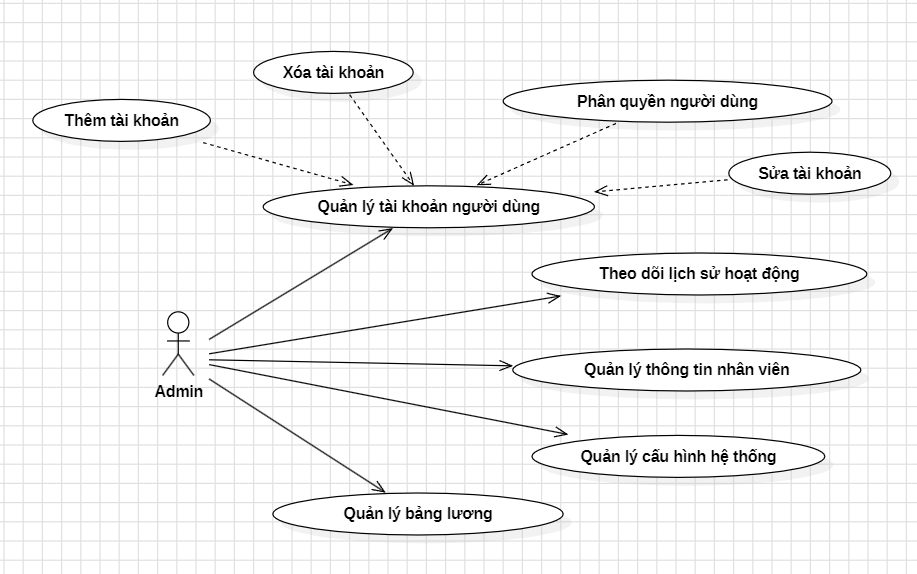 Xóa tài khoản
Phân quyền người dùng
Thêm tài khoản
Sửa tài khoản
Quản lý tài khoản người dùng
Theo dõi lịch sử hoạt động
Quản lý thông tin nhân viên
Admin
Quản lý cấu hình hệ thống
Quản lý bảng lương